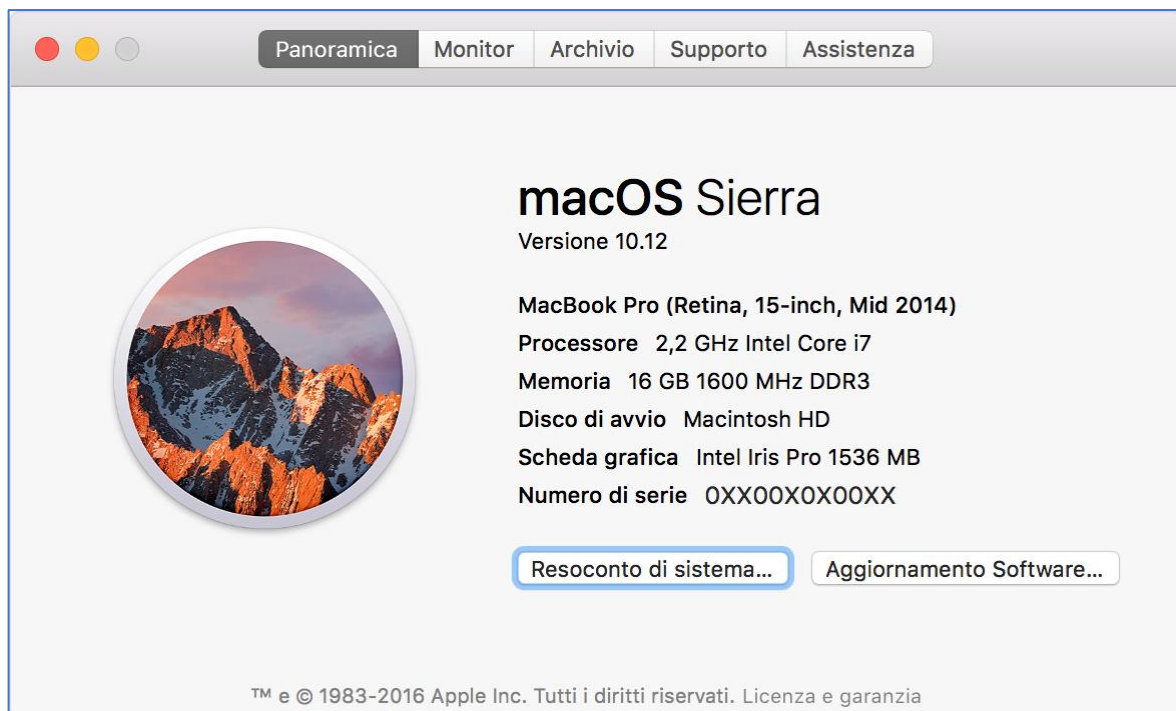 Panoramica Monitor Archivio Supporto Assistenza
macOS Sierra
Versione 10.12
MacBook Pro (Retina, 15-inch, Mid 2014)
Processore 2,2 GHz Intel Core i7
Memoria 16 GB 1600 MHz DDR3
Disco di avvio Macintosh HD
Scheda grafica Intel Iris Pro 1536 MB
Numero di serie 0XX00X0X00XX
Resoconto di sistema... Aggiornamento Software...
™ e © 1983-2016 Apple Inc. Tutti i diritti riservati. Licenza e garanzia